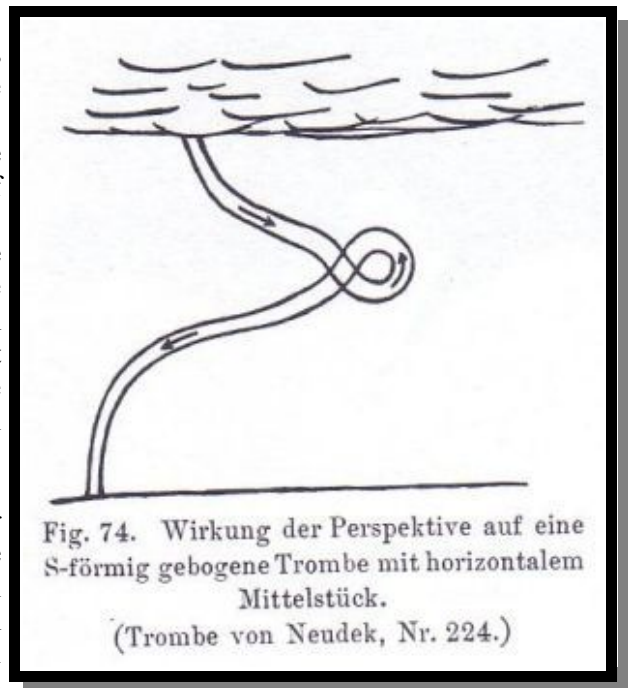 Fig. 74. Wirkung der Perspektive auf eine
S-förmig gebogene Trombe mit horizontalem
Mittelstück.
(Trombe von Neudek, Nr. 224.)